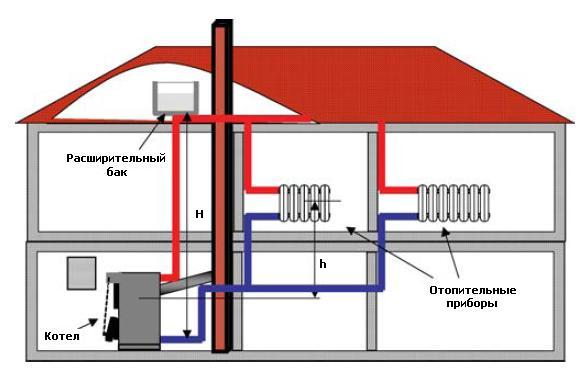 Расширительный
бак
H
h
Отопительные
приборы
Котел